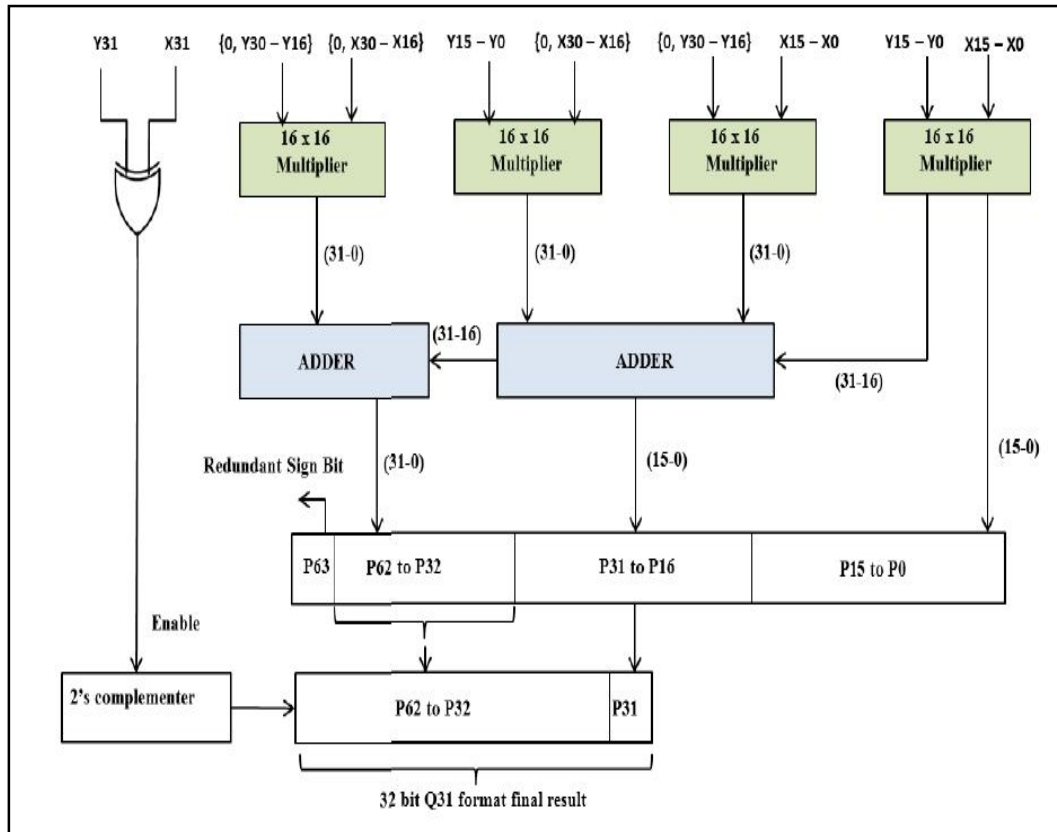 Y31 X31 {0, Y30 – Y16} {0, X30 – X16} Y15 – Y0 {0, X30 – X16} {0, Y30 – Y16} X15 – X0 Y15 – Y0 X15 – X0
16 x 16
Multiplier
16 x 16
Multiplier
16 x 16
Multiplier
16 x 16
Multiplier
(31-0)
(31-0)
(31-0)
ADDER
(31-16)
ADDER
(31-16)
Redundant Sign Bit
(31-0)
(15-0)
(15-0)
P63
P62 to P32
P31 to P16
P15 to P0
Enable
2's complementer
P62 to P32
P31
32 bit Q31 format final result